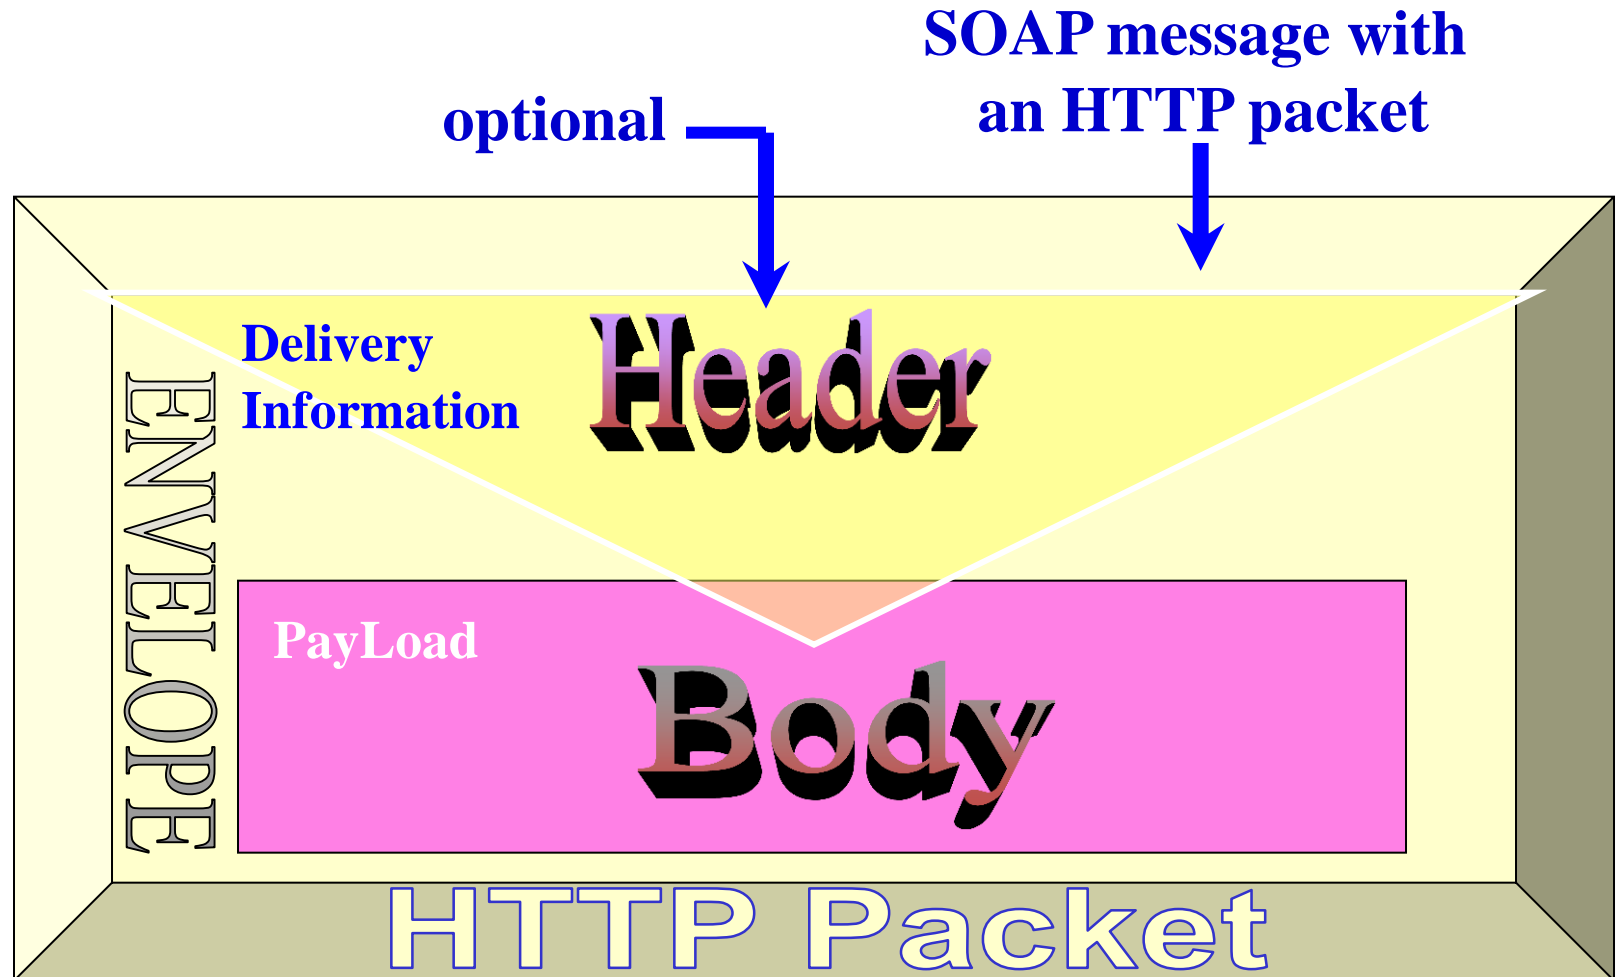 SOAP message with
an HTTP packet
optional
Delivery
Information
Header
ENVELOPE
PayLoad
Body
HTTP Packet